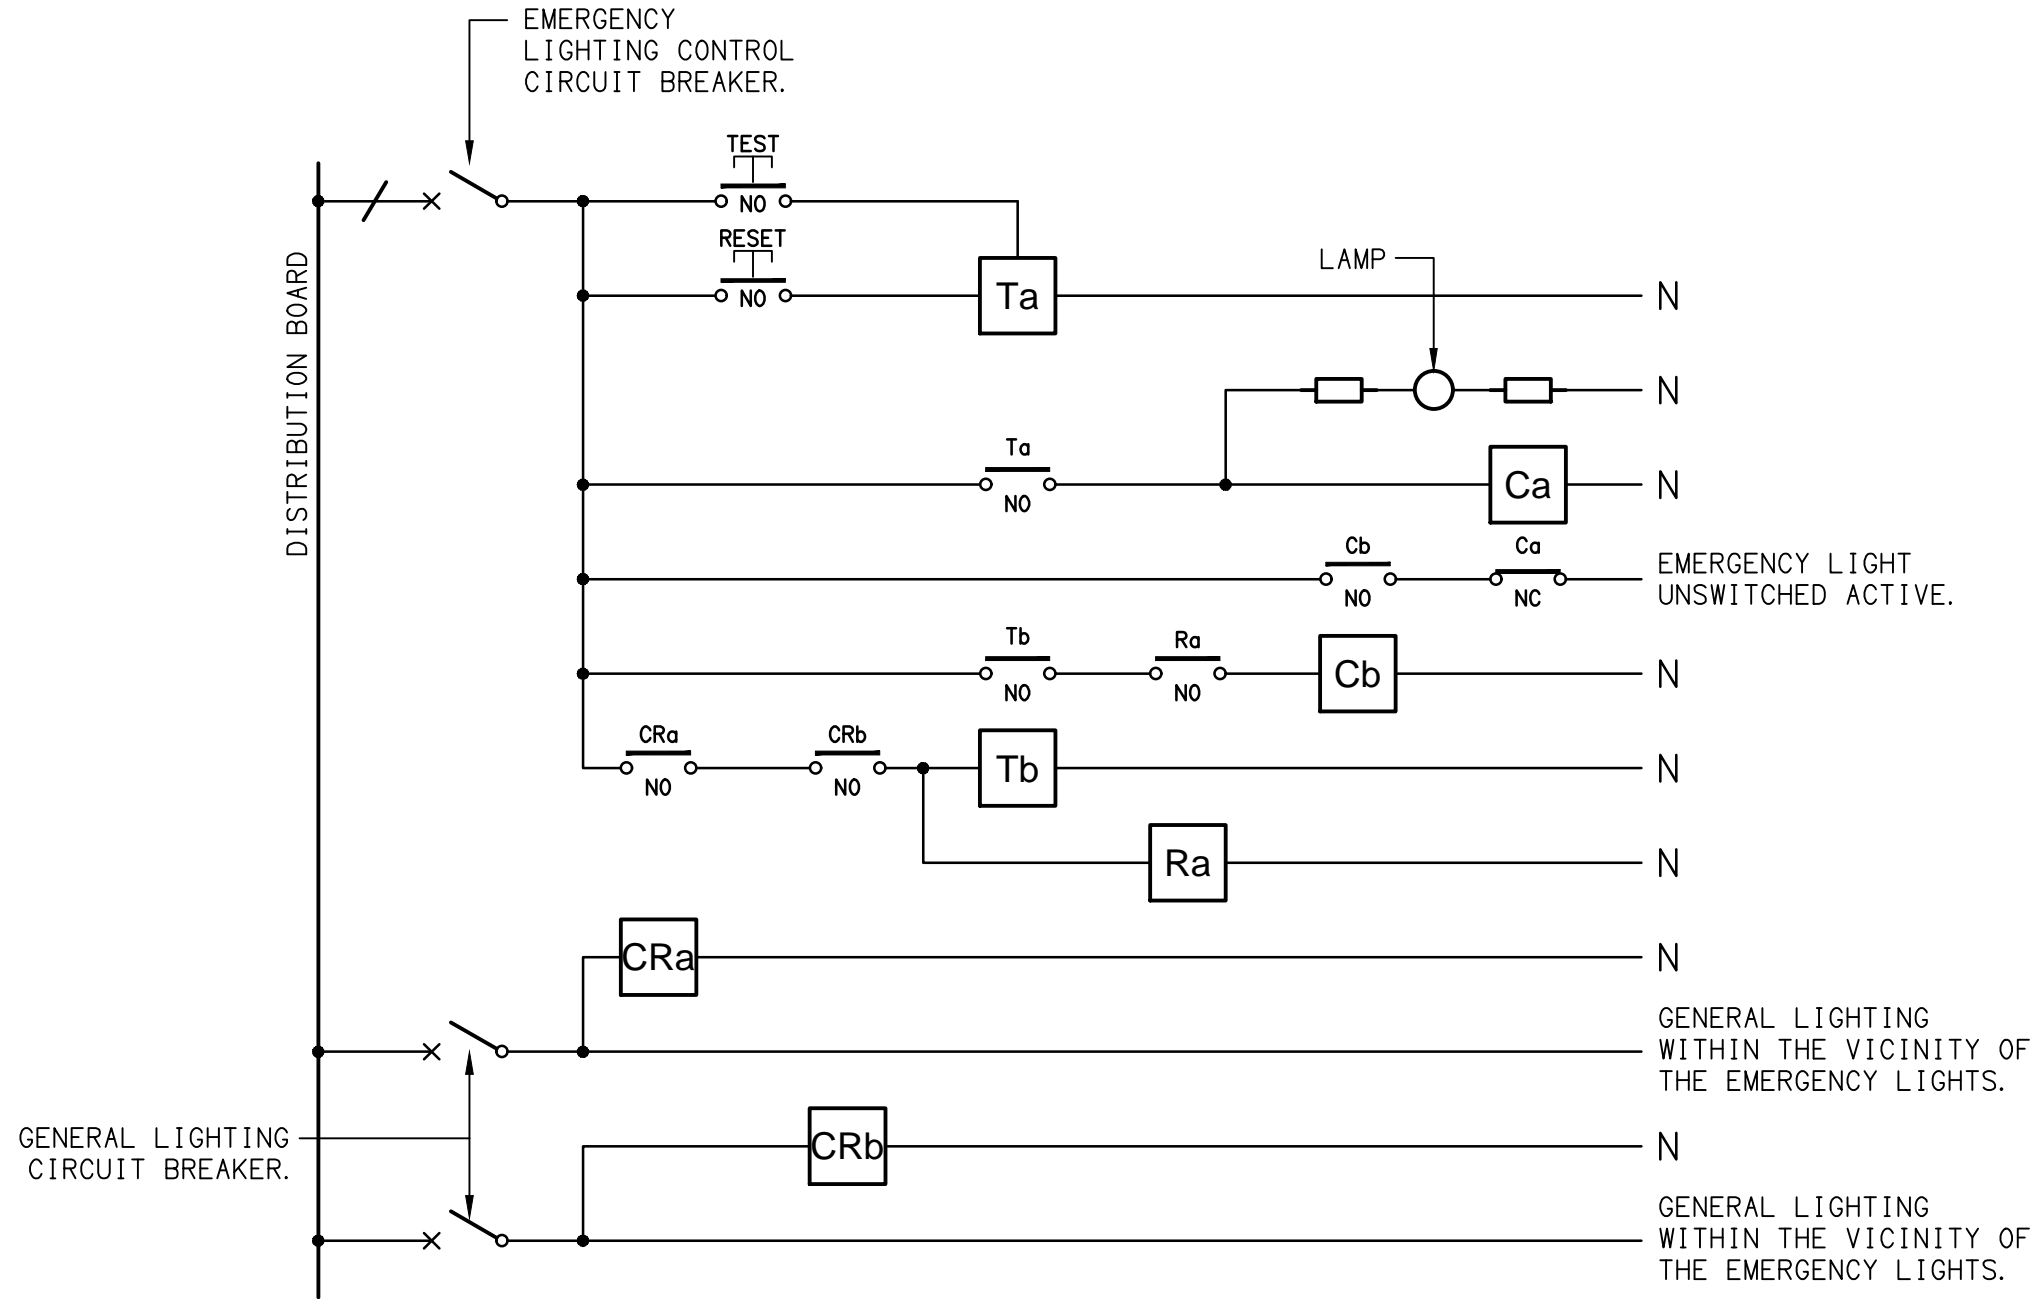 EMERGENCY
LIGHTING CONTROL
CIRCUIT BREAKER.
TEST
NO
RESET
NO
DISTRIBUTION BOARD
Ta
N
LAMP
N
Ta
NO
Ca
N
Cb
NO
Ca
NC
EMERGENCY LIGHT
UNSWITCHED ACTIVE.
Tb
NO
Ra
NO
Cb
N
CRa
NO
CRb
NO
Tb
N
Ra
N
CRa
N
GENERAL LIGHTING
WITHIN THE VICINITY OF
THE EMERGENCY LIGHTS.
GENERAL LIGHTING
CIRCUIT BREAKER.
CRb
N
GENERAL LIGHTING
WITHIN THE VICINITY OF
THE EMERGENCY LIGHTS.